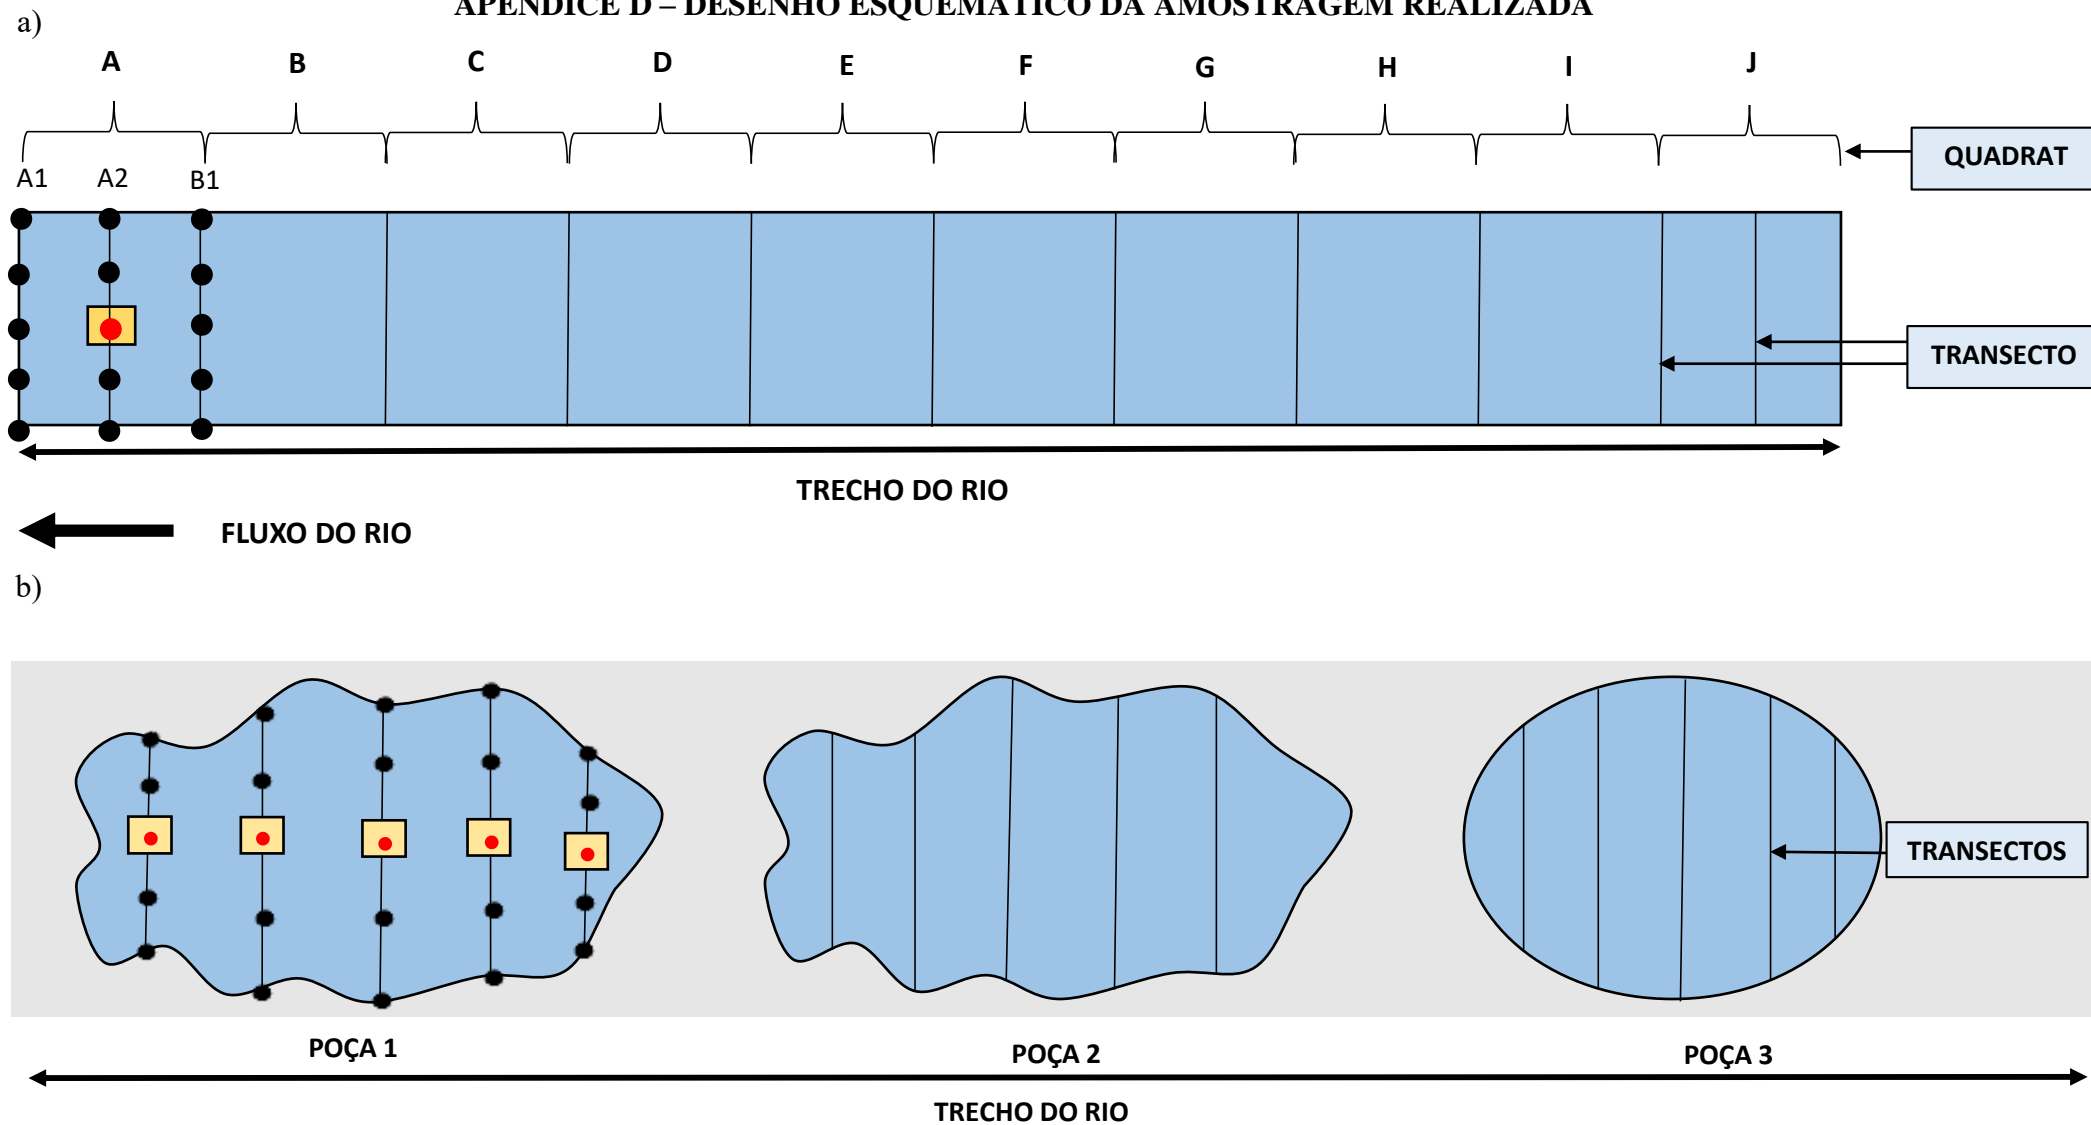 APÊNDICE D – DESENHO ESQUEMÁTICO DA AMOSTRAGEM REALIZADA
a)
A B C D E F G H I J
QUADRAT
A1 A2 B1
TRANSECTO
TRECHO DO RIO
FLUXO DO RIO
b)
TRANSECTOS
POÇA 1 POÇA 2 POÇA 3
TRECHO DO RIO